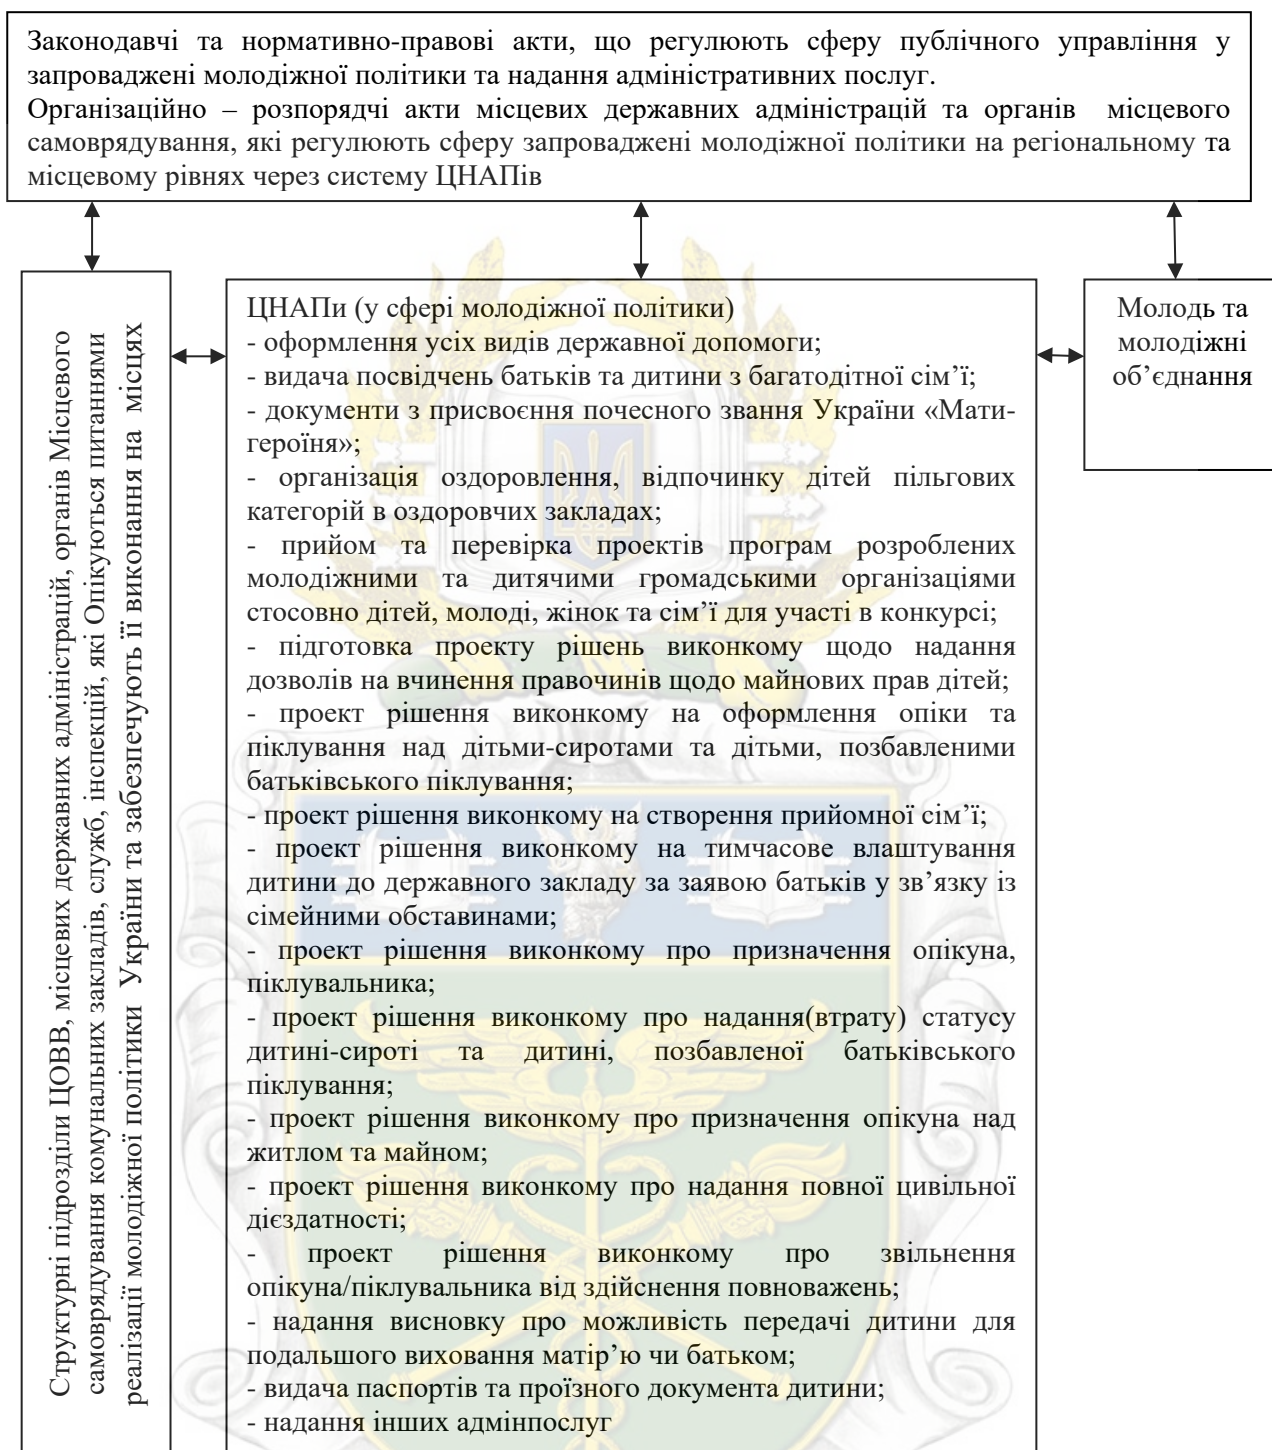 Законодавчі та нормативно-правові акти, що регулюють сферу публічного управління у
запроваджені молодіжної політики та надання адміністративних послуг.
Організаційно – розпорядчі акти місцевих державних адміністрацій та органів місцевого
самоврядування, які регулюють сферу запроваджені молодіжної політики на регіональному та
місцевому рівнях через систему ЦНАПів
Структурні підрозділи ЦОВВ, місцевих державних адміністрацій, органів Місцевого
самоврядування комунальних закладів, служб, інспекцій, які Опікуються питаннями
реалізації молодіжної політики України та забезпечують її виконання на місцях
ЦНАПи (у сфері молодіжної політики)
- оформлення усіх видів державної допомоги;
- видача посвідчень батьків та дитини з багатодітної сім’ї;
- документи з присвоєння почесного звання України «Мати-
героїня»;
- організація оздоровлення, відпочинку дітей пільгових
категорій в оздоровчих закладах;
- прийом та перевірка проектів програм розроблених
молодіжними та дитячими громадськими організаціями
стосовно дітей, молоді, жінок та сім’ї для участі в конкурсі;
- підготовка проекту рішень виконкому щодо надання
дозволів на вчинення правочинів щодо майнових прав дітей;
- проект рішення виконкому на оформлення опіки та
піклування над дітьми-сиротами та дітьми, позбавленими
батьківського піклування;
- проект рішення виконкому на створення прийомної сім’ї;
- проект рішення виконкому на тимчасове влаштування
дитини до державного закладу за заявою батьків у зв’язку із
сімейними обставинами;
- проект рішення виконкому про призначення опікуна,
піклувальника;
- проект рішення виконкому про надання(втрату) статусу
дитині-сироті та дитині, позбавленої батьківського
піклування;
- проект рішення виконкому про призначення опікуна над
житлом та майном;
- проект рішення виконкому про надання повної цивільної
дієздатності;
- проект рішення виконкому про звільнення
опікуна/піклувальника від здійснення повноважень;
- надання висновку про можливість передачі дитини для
подальшого виховання матір’ю чи батьком;
- видача паспортів та проїзного документа дитини;
- надання інших адмінпослуг
Молодь та
молодіжні
об’єднання